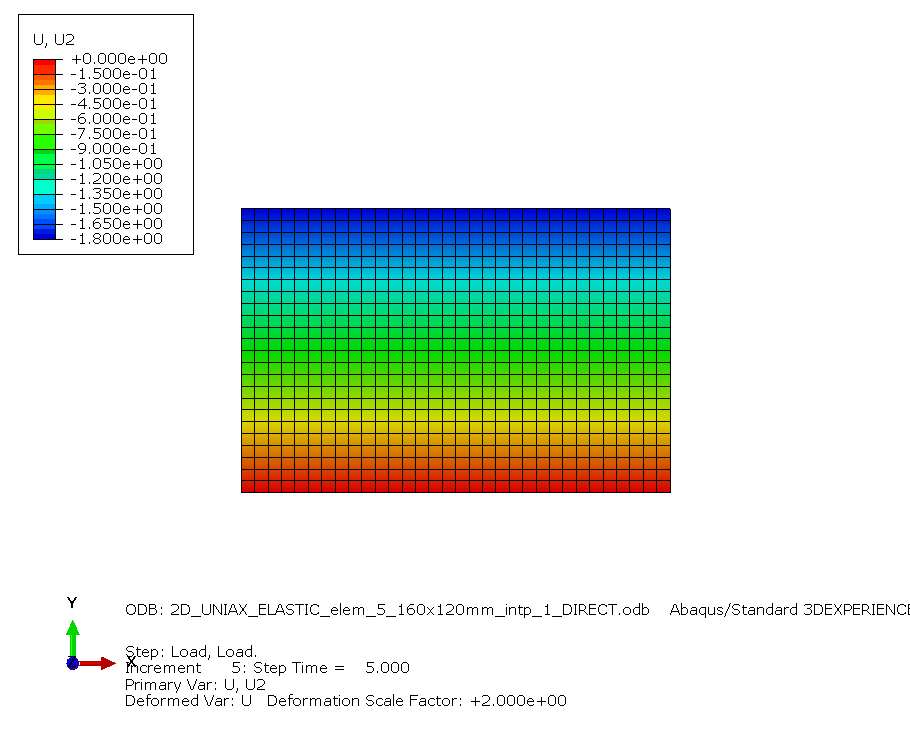 U, U2
+0.000e+00
-1.500e-01
-3.000e-01
-4.500e-01
-6.000e-01
-7.500e-01
-9.000e-01
-1.050e+00
-1.200e+00
-1.350e+00
-1.500e+00
-1.650e+00
-1.800e+00
Y
X
ODB: 2D_UNIAX_ELASTIC_elem_5_160x120mm_intp_1_DIRECT.odb Abaqus/Standard 3DEXPERIENCE
Step: Load, Load.
Increment 5: Step Time = 5.000
Primary Var: U, U2
Deformed Var: U Deformation Scale Factor: +2.000e+00